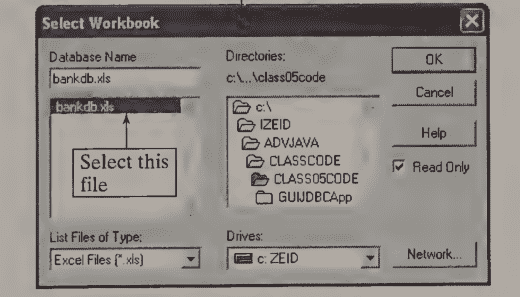 Select Workbook
Database Name
bankdb.xls
bankdb.xls
Select this
file
List Files of Type:
Excel Files (*.xls)
Directories:
c:\...\class05code
c:\
IZEID
ADVJAVA
CLASSCODE
CLASS05CODE
GUIJDBCApp
Drives:
c: ZEID
OK
Cancel
Help
Read Only
Network...